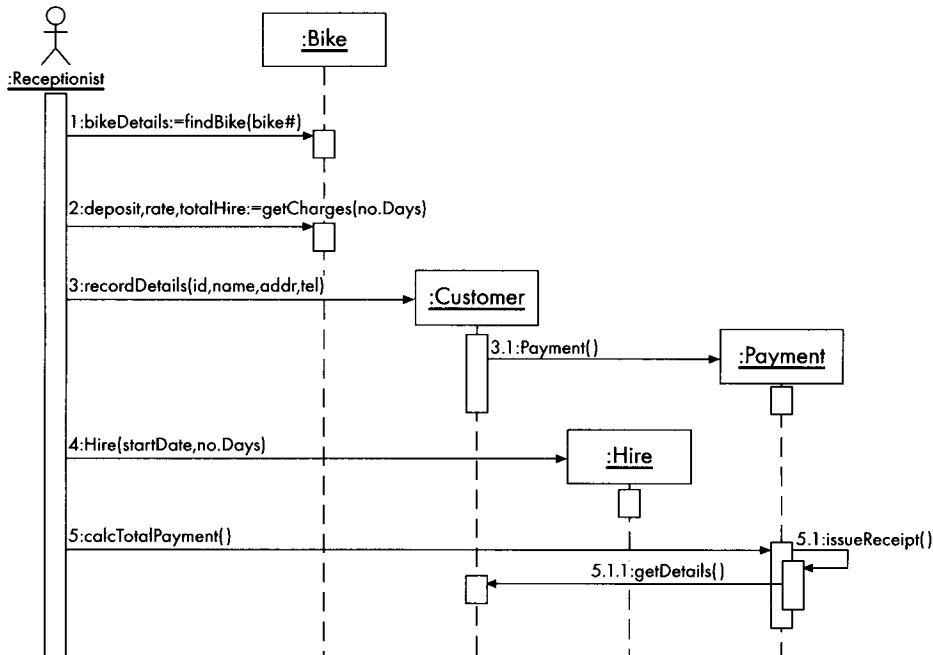 :Bike
:Receptionist
1:bikeDetails:=findBike(bike#)
2:deposit,rate,totalHire:=getCharges(no.Days)
3:recordDetails(id,name,addr,tel)
:Customer
3.1:Payment()
:Payment
4:Hire(startDate,no.Days)
:Hire
5:calcTotalPayment()
5.1:issueReceipt()
5.1.1:getDetails()